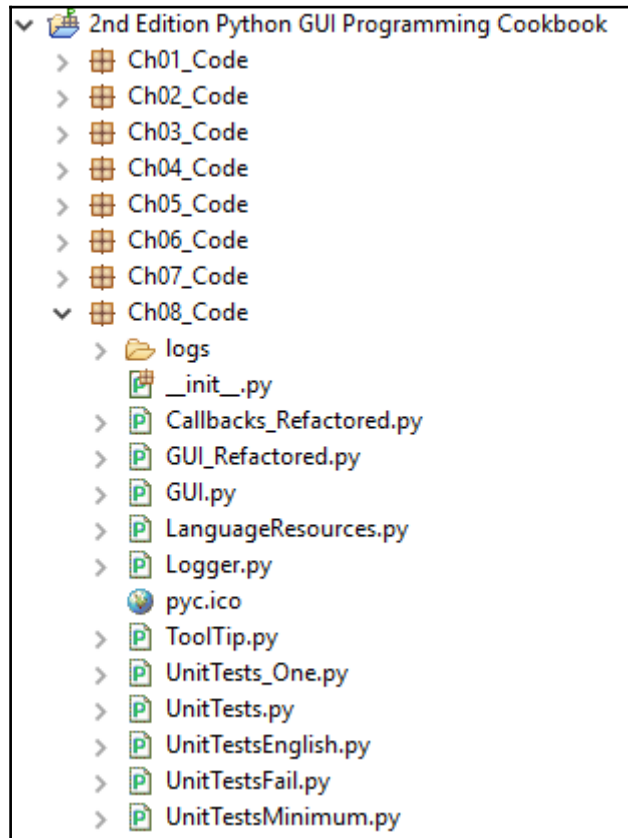 2nd Edition Python GUI Programming Cookbook
Ch01_Code
Ch02_Code
Ch03_Code
Ch04_Code
Ch05_Code
Ch06_Code
Ch07_Code
Ch08_Code
logs
__init__.py
Callbacks_Refactored.py
GUI_Refactored.py
GUI.py
LanguageResources.py
Logger.py
pyc.ico
ToolTip.py
UnitTests_One.py
UnitTests.py
UnitTestsEnglish.py
UnitTestsFail.py
UnitTestsMinimum.py